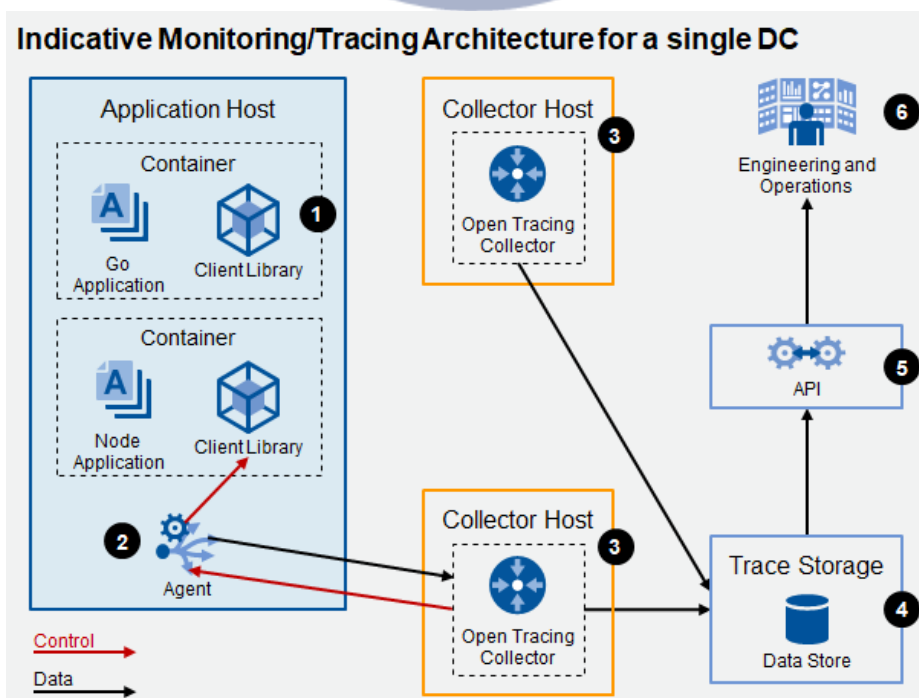 Indicative Monitoring/Tracing Architecture for a single DC
Application Host
Container
Go
Application
Client Library
1
Container
Node
Application
Client Library
2
Agent
Control
Data
Collector Host
3
Open Tracing
Collector
Collector Host
3
Open Tracing
Collector
6
Engineering and
Operations
5
API
Trace Storage
4
Data Store